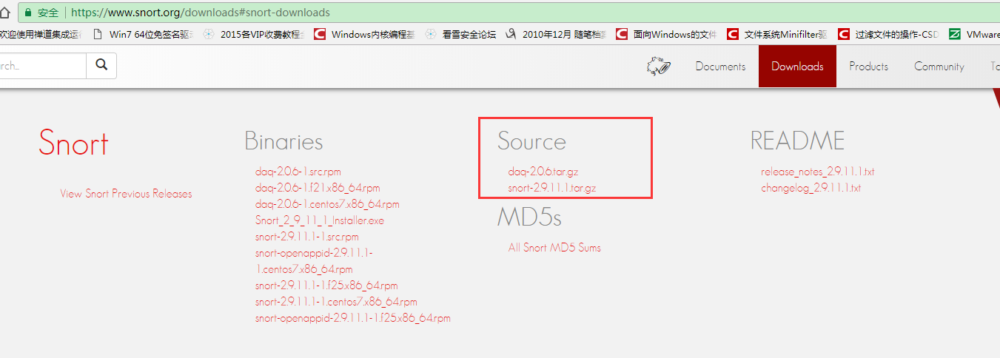 安全 https://www.snort.org/downloads#snort-downloads
欢迎使用禅道集成运行 Win7 64位免签名驱动 2015各VIP收费教程全 Windows内核编程基 看雪安全论坛 2010年12月 随笔档案 面向Windows的文件 文件系统Minifilter驱 过滤文件的操作-CSD VMware
rch... Documents Downloads Products Community To
Snort
View Snort Previous Releases
Binaries
daq-2.0.6-1.src.rpm
daq-2.0.6-1.f21.x86_64.rpm
daq-2.0.6-1.centos7.x86_64.rpm
Snort_2_9_11_1_Installer.exe
snort-2.9.11.1-1.src.rpm
snort-openappid-2.9.11.1-
1.centos7.x86_64.rpm
snort-2.9.11.1-1.f25.x86_64.rpm
snort-2.9.11.1-1.centos7.x86_64.rpm
snort-openappid-2.9.11.1-1.f25.x86_64.rpm
Source
daq-2.0.6.tar.gz
snort-2.9.11.1.tar.gz
MD5s
All Snort MD5 Sums
README
release_notes_2.9.11.1.txt
changelog_2.9.11.1.txt